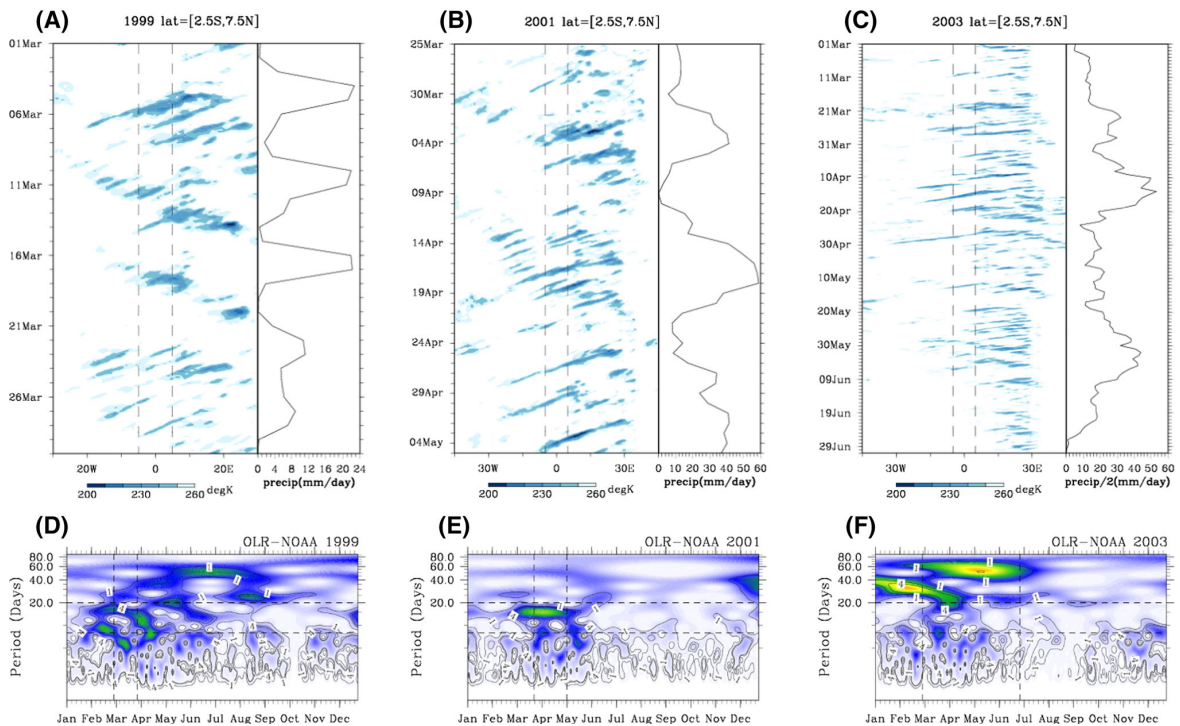 (A) 1999 lat=[2.5S,7.5N]
01Mar
06Mar
11Mar
16Mar
21Mar
26Mar
20W 0 20E
0 4 8 12 16 20 24
precip(mm/day)
200 230 260 degK
(B) 2001 lat=[2.5S,7.5N]
25Mar
30Mar
04Apr
09Apr
14Apr
19Apr
24Apr
29Apr
04May
30W 0 30E
0 10 20 30 40 50 60
precip(mm/day)
200 230 260 degK
(C) 2003 lat=[2.5S,7.5N]
01Mar
11Mar
21Mar
31Mar
10Apr
20Apr
30Apr
10May
20May
30May
09Jun
19Jun
29Jun
30W 0 30E
0 10 20 30 40 50 60
precip/2(mm/day)
200 230 260 degK
(D) OLR-NOAA 1999
80.0
60.0
40.0
20.0
Period (Days)
Jan Feb Mar Apr May Jun Jul Aug Sep Oct Nov Dec
(E) OLR-NOAA 2001
80.0
60.0
40.0
20.0
Period (Days)
Jan Feb Mar Apr May Jun Jul Aug Sep Oct Nov Dec
(F) OLR-NOAA 2003
80.0
60.0
40.0
20.0
Period (Days)
Jan Feb Mar Apr May Jun Jul Aug Sep Oct Nov Dec